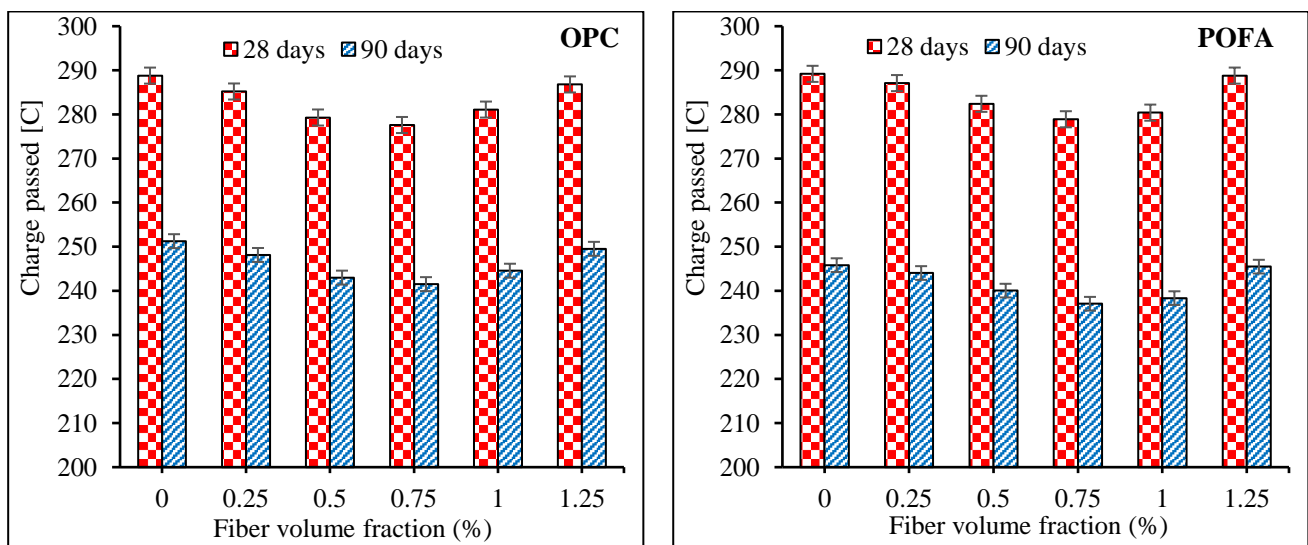 OPC
28 days 90 days
Charge passed [C]
300
290
280
270
260
250
240
230
220
210
200
0 0.25 0.5 0.75 1 1.25
Fiber volume fraction (%)
POFA
28 days 90 days
Charge passed [C]
300
290
280
270
260
250
240
230
220
210
200
0 0.25 0.5 0.75 1 1.25
Fiber volume fraction (%)